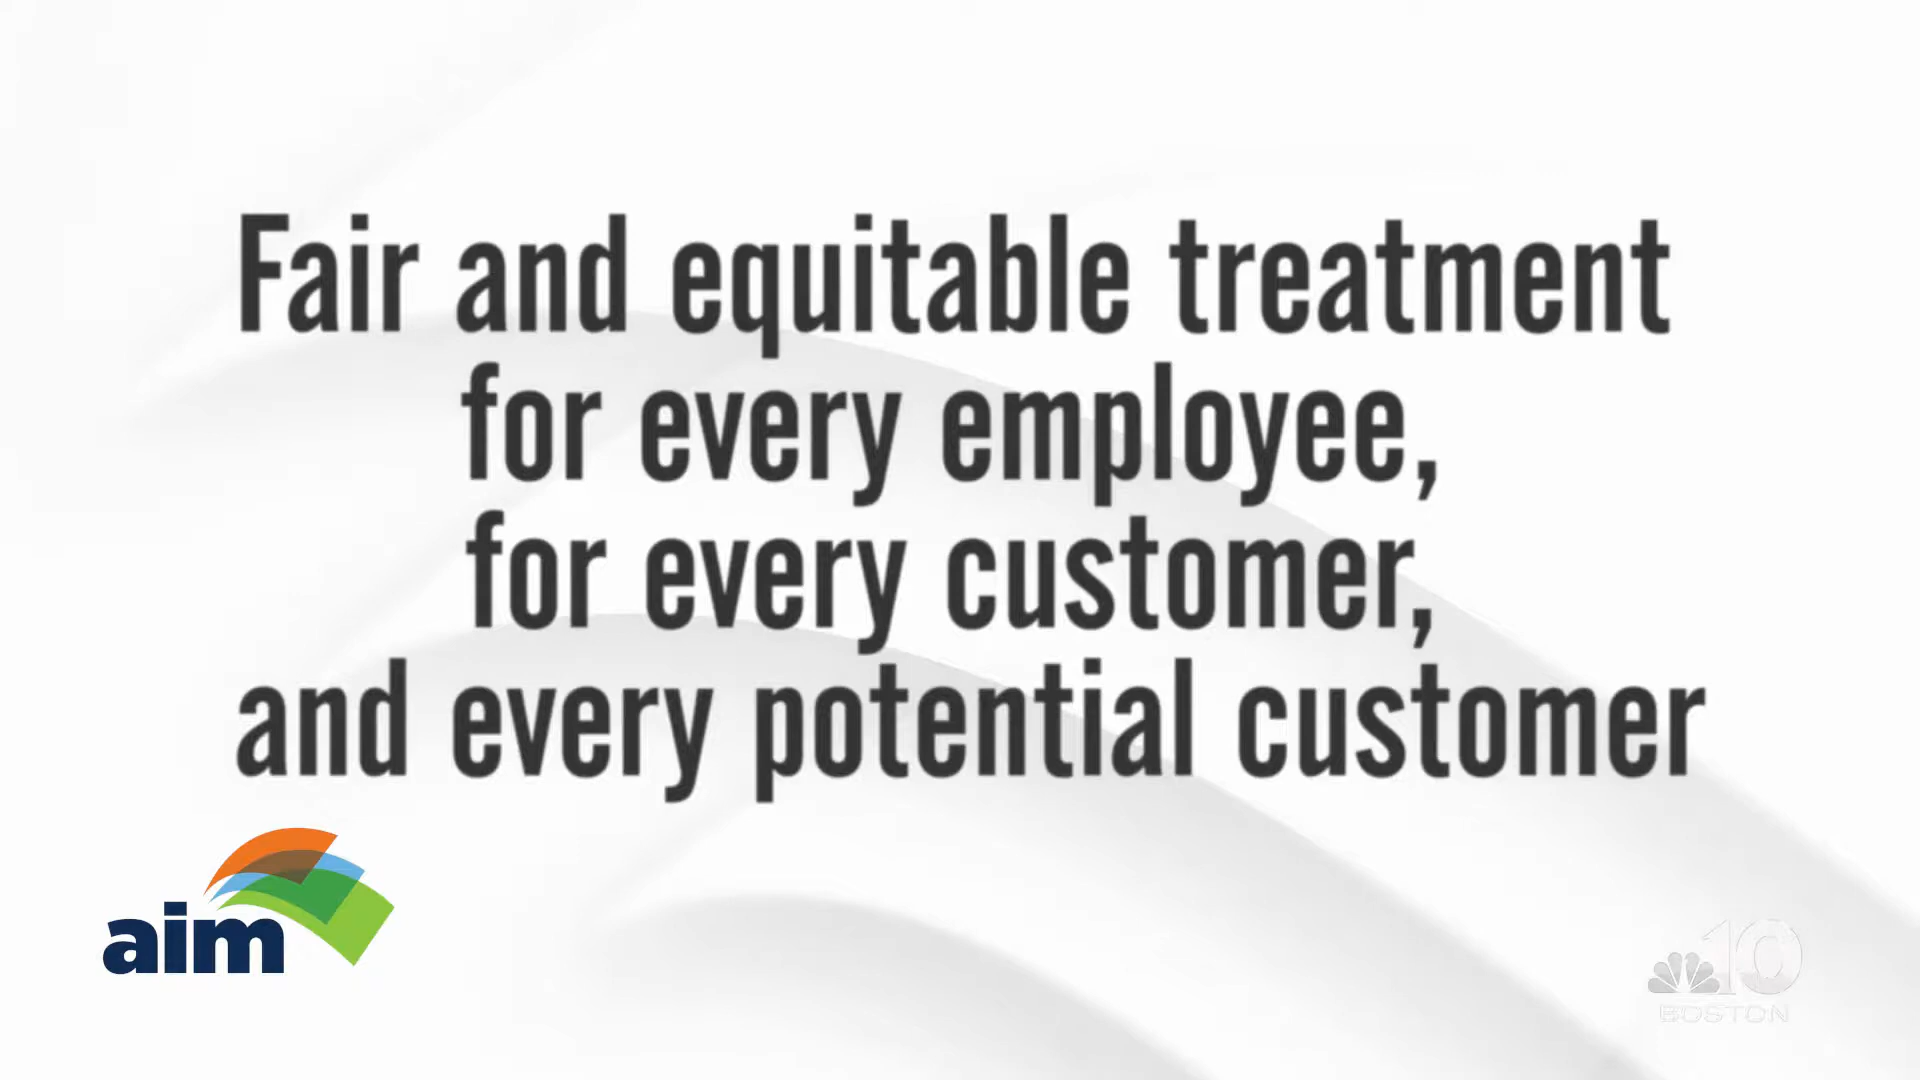 Fair and equitable treatment
for every employee,
for every customer,
and every potential customer
aim
10
BOSTON